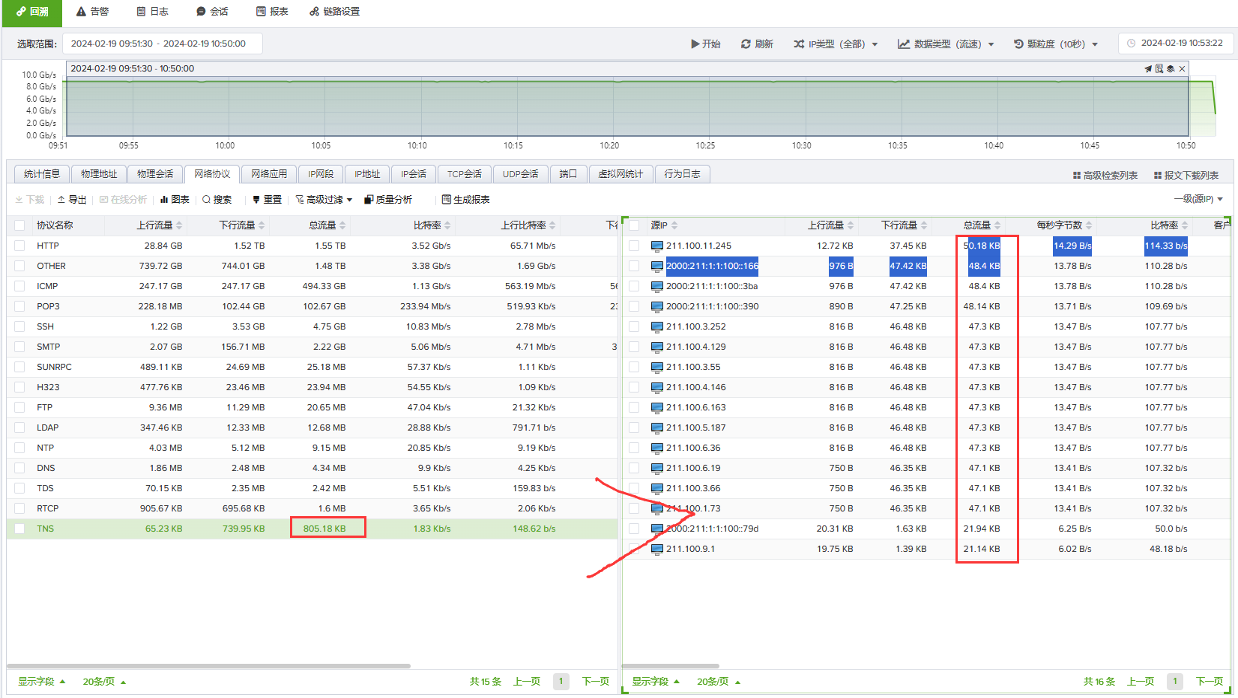 回溯 告警 日志 会话 报表 链路设置
选取范围: 2024-02-19 09:51:30 - 2024-02-19 10:50:00 开始 刷新 IP类型（全部） 数据类型（流速） 颗粒度（10秒） 2024-02-19 10:53:22
2024-02-19 09:51:30 - 10:50:00
10.0 Gb/s
8.0 Gb/s
6.0 Gb/s
4.0 Gb/s
2.0 Gb/s
0.0 Gb/s
09:51 09:55 10:00 10:05 10:10 10:15 10:20 10:25 10:30 10:35 10:40 10:45 10:50
统计信息 物理地址 物理会话 网络协议 网络应用 IP网段 IP地址 IP会话 TCP会话 UDP会话 端口 虚拟网统计 行为日志 高级检索列表 报文下载列表
下载 导出 在线分析 图表 搜索 重置 高级过滤 质量分析 生成报表 一级(源IP)
协议名称 上行流量 下行流量 总流量 比特率 上行比特率
HTTP 28.84 GB 1.52 TB 1.55 TB 3.52 Gb/s 65.71 Mb/s
OTHER 739.72 GB 744.01 GB 1.48 TB 3.38 Gb/s 1.69 Gb/s
ICMP 247.17 GB 247.17 GB 494.33 GB 1.13 Gb/s 563.19 Mb/s
POP3 228.18 MB 102.44 GB 102.67 GB 233.94 Mb/s 519.93 Kb/s
SSH 1.22 GB 3.53 GB 4.75 GB 10.83 Mb/s 2.78 Mb/s
SMTP 2.07 GB 156.71 MB 2.22 GB 5.06 Mb/s 4.71 Mb/s
SUNRPC 489.11 KB 24.69 MB 25.18 MB 57.37 Kb/s 1.11 Kb/s
H323 477.76 KB 23.46 MB 23.94 MB 54.55 Kb/s 1.09 Kb/s
FTP 9.36 MB 11.29 MB 20.65 MB 47.04 Kb/s 21.32 Kb/s
LDAP 347.46 KB 12.33 MB 12.68 MB 28.88 Kb/s 791.71 b/s
NTP 4.03 MB 5.12 MB 9.15 MB 20.85 Kb/s 9.19 Kb/s
DNS 1.86 MB 2.48 MB 4.34 MB 9.9 Kb/s 4.25 Kb/s
TDS 70.15 KB 2.35 MB 2.42 MB 5.51 Kb/s 159.83 b/s
RTCP 905.67 KB 695.68 KB 1.6 MB 3.65 Kb/s 2.06 Kb/s
TNS 65.23 KB 739.95 KB 805.18 KB 1.83 Kb/s 148.62 b/s
显示字段 20条/页 共 15 条 上一页 1 下一页
源IP 上行流量 下行流量 总流量 每秒字节数 比特率 客户
211.100.11.245 12.72 KB 37.45 KB 50.18 KB 14.29 B/s 114.33 b/s
2000:211:1:1:100::166 976 B 47.42 KB 48.4 KB 13.78 B/s 110.28 b/s
2000:211:1:1:100::3ba 976 B 47.42 KB 48.4 KB 13.78 B/s 110.28 b/s
2000:211:1:1:100::390 890 B 47.25 KB 48.14 KB 13.71 B/s 109.69 b/s
211.100.3.252 816 B 46.48 KB 47.3 KB 13.47 B/s 107.77 b/s
211.100.4.129 816 B 46.48 KB 47.3 KB 13.47 B/s 107.77 b/s
211.100.3.55 816 B 46.48 KB 47.3 KB 13.47 B/s 107.77 b/s
211.100.4.146 816 B 46.48 KB 47.3 KB 13.47 B/s 107.77 b/s
211.100.6.163 816 B 46.48 KB 47.3 KB 13.47 B/s 107.77 b/s
211.100.5.187 816 B 46.48 KB 47.3 KB 13.47 B/s 107.77 b/s
211.100.6.36 816 B 46.48 KB 47.3 KB 13.47 B/s 107.77 b/s
211.100.6.19 750 B 46.35 KB 47.1 KB 13.41 B/s 107.32 b/s
211.100.3.66 750 B 46.35 KB 47.1 KB 13.41 B/s 107.32 b/s
211.100.1.73 750 B 46.35 KB 47.1 KB 13.41 B/s 107.32 b/s
2000:211:1:1:100::79d 20.31 KB 1.63 KB 21.94 KB 6.25 B/s 50.0 b/s
211.100.9.1 19.75 KB 1.39 KB 21.14 KB 6.02 B/s 48.18 b/s
显示字段 20条/页 共 16 条 上一页 1 下一页